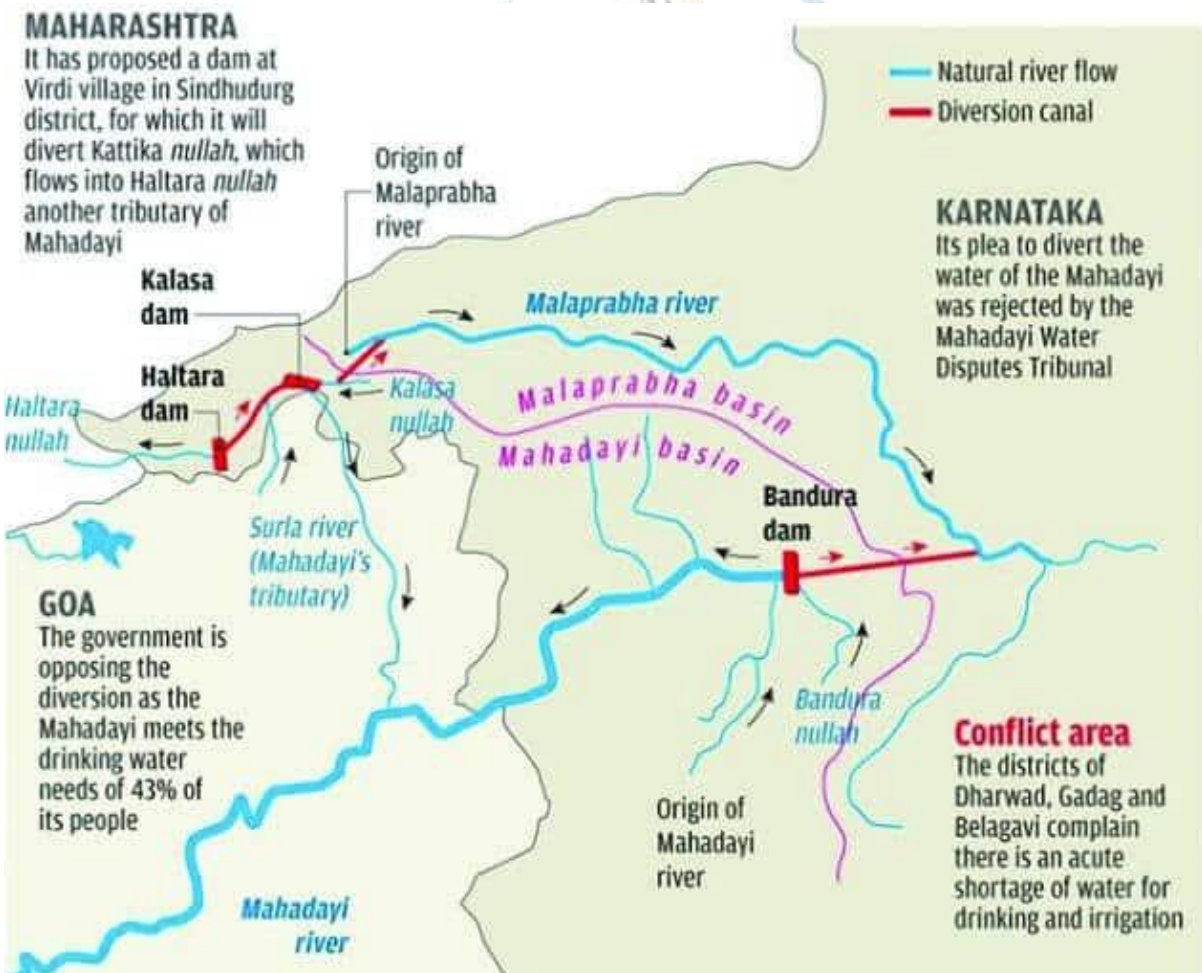 MAHARASHTRA
It has proposed a dam at
Virdi village in Sindhudurg
district, for which it will
divert Kattika nullah, which
flows into Haltara nullah
another tributary of
Mahadayi
Natural river flow
Diversion canal
Origin of
Malaprabha
river
KARNATAKA
Its plea to divert the
water of the Mahadayi
was rejected by the
Mahadayi Water
Disputes Tribunal
Kalasa
dam
Malaprabha river
Haltara
dam
Haltara
nullah
Kalasa
nullah
Malaprabha basin
Mahadayi basin
Bandura
dam
Surla river
(Mahadayi's
tributary)
GOA
The government is
opposing the
diversion as the
Mahadayi meets the
drinking water
needs of 43% of
its people
Bandura
nullah
Origin of
Mahadayi
river
Conflict area
The districts of
Dharwad, Gadag and
Belagavi complain
there is an acute
shortage of water for
drinking and irrigation
Mahadayi
river